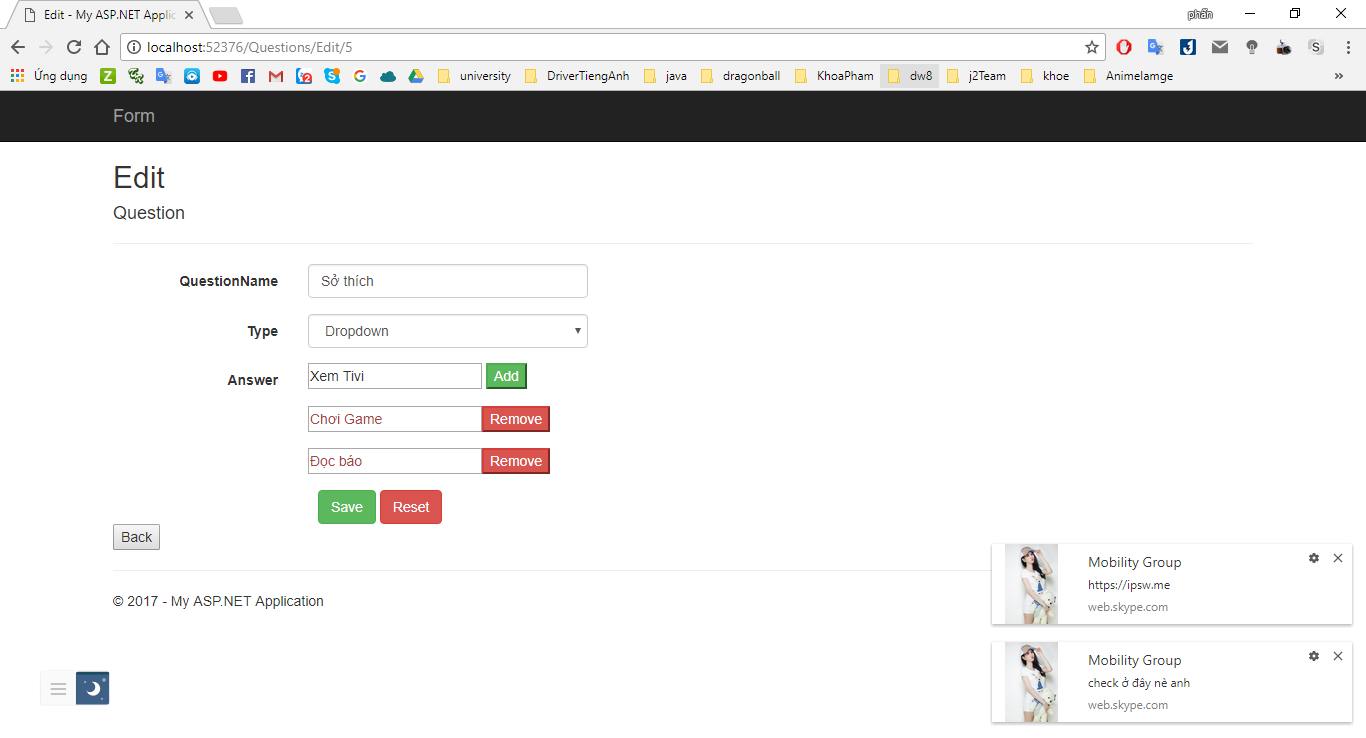 Edit - My ASP.NET Applic
phấn
localhost:52376/Questions/Edit/5
Ứng dụng university DriverTiengAnh java dragonball KhoaPham dw8 j2Team khoe Animelamge »
Form
Edit
Question
QuestionName Sở thích
Type Dropdown
Answer Xem Tivi Add
Chơi Game Remove
Đọc báo Remove
Save Reset
Back
© 2017 - My ASP.NET Application
Mobility Group
https://ipsw.me
web.skype.com
Mobility Group
check ở đây nè anh
web.skype.com